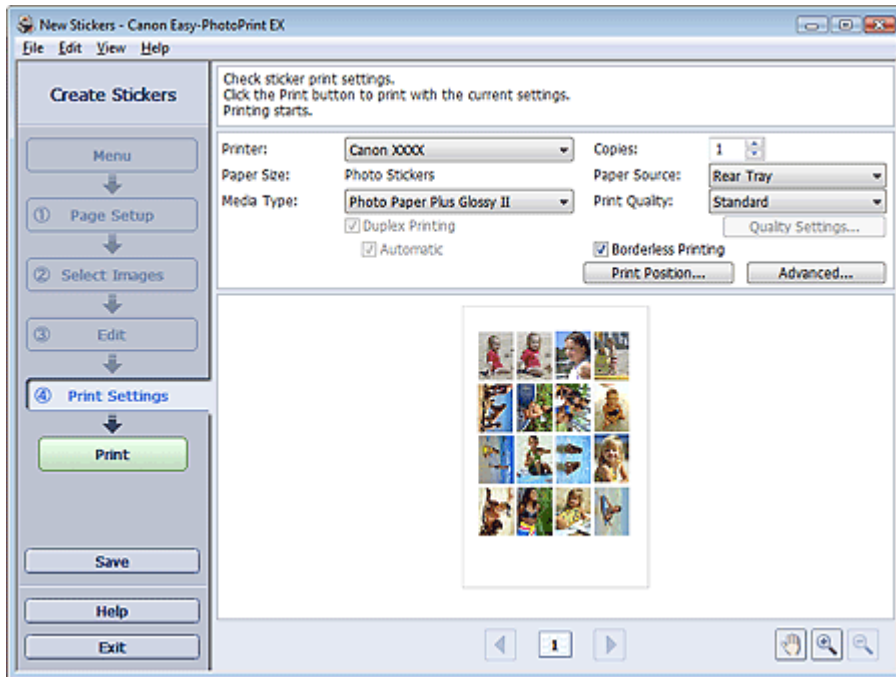 New Stickers - Canon Easy-PhotoPrint EX
File Edit View Help
Create Stickers
Menu
① Page Setup
② Select Images
③ Edit
④ Print Settings
Print
Save
Help
Exit
Check sticker print settings.
Click the Print button to print with the current settings.
Printing starts.
Printer: Canon XXXX Copies: 1
Paper Size: Photo Stickers Paper Source: Rear Tray
Media Type: Photo Paper Plus Glossy II Print Quality: Standard
Duplex Printing Quality Settings...
Automatic Borderless Printing
Print Position... Advanced...
1